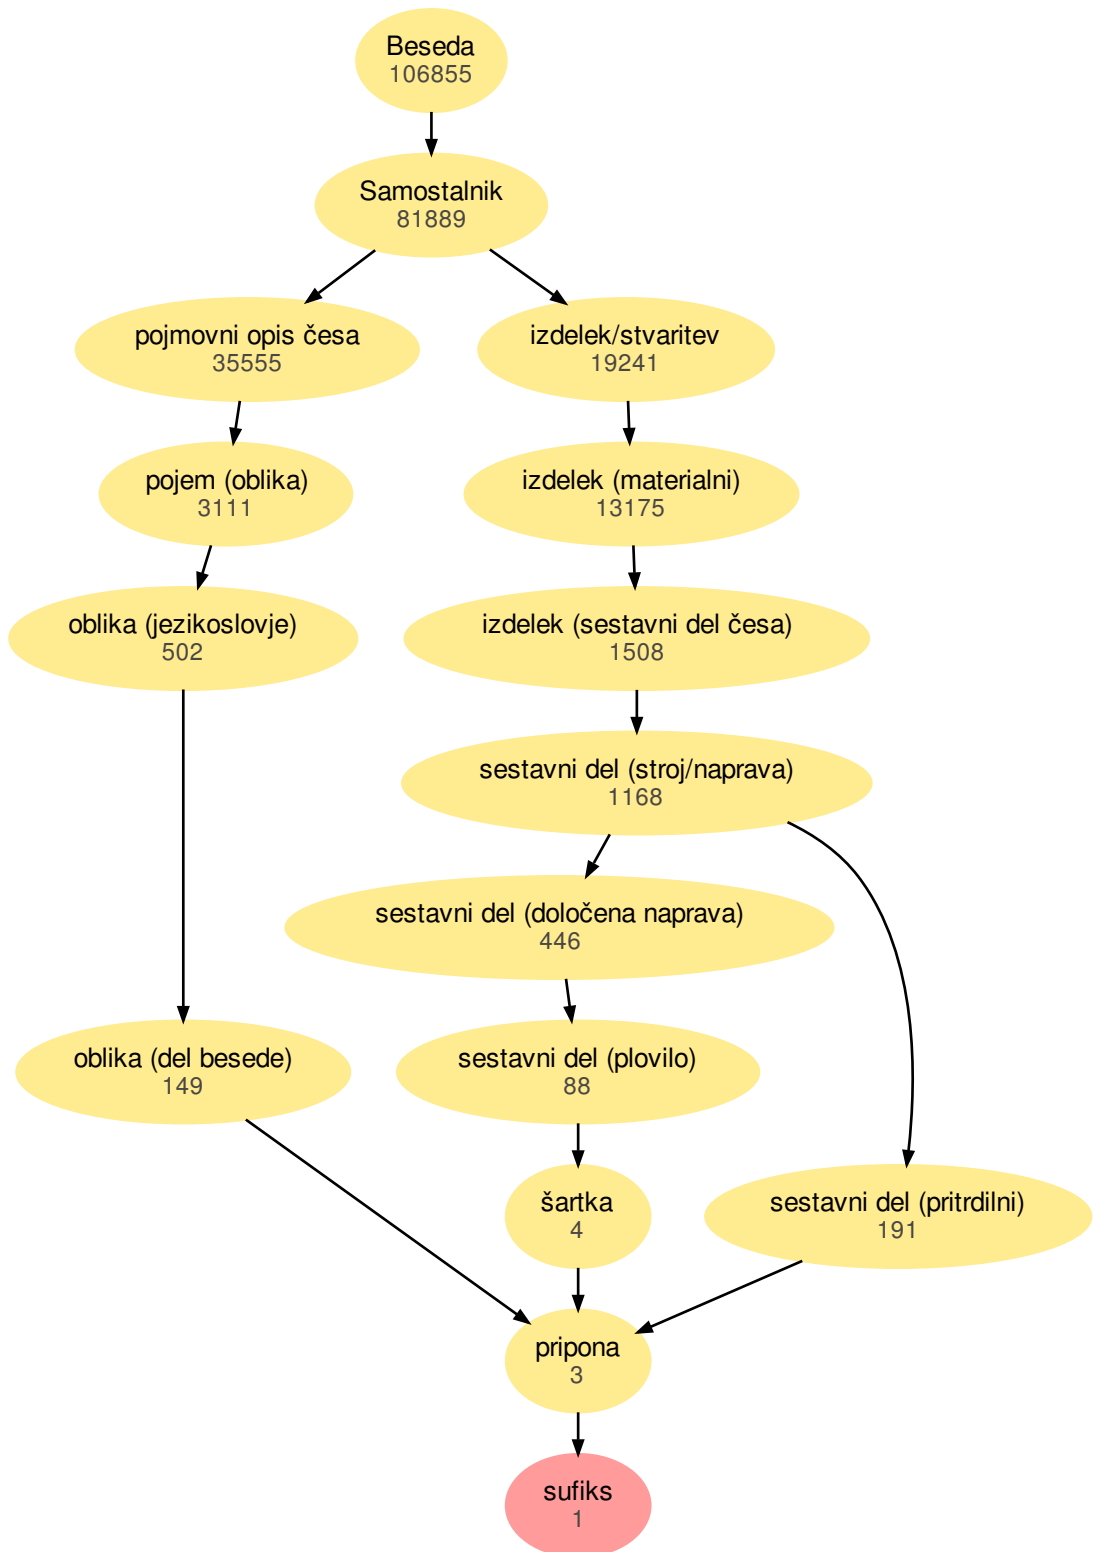 Beseda
106855
Samostalnik
81889
pojmovni opis česa
35555
izdelek/stvaritev
19241
pojem (oblika)
3111
izdelek (materialni)
13175
oblika (jezikoslovje)
502
izdelek (sestavni del česa)
1508
sestavni del (stroj/naprava)
1168
sestavni del (določena naprava)
446
oblika (del besede)
149
sestavni del (plovilo)
88
šartka
4
sestavni del (pritrdilni)
191
pripona
3
sufiks
1